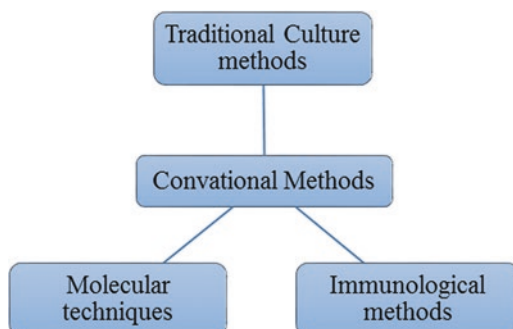 Traditional Culture
methods
Convational Methods
Molecular
techniques
Immunological
methods